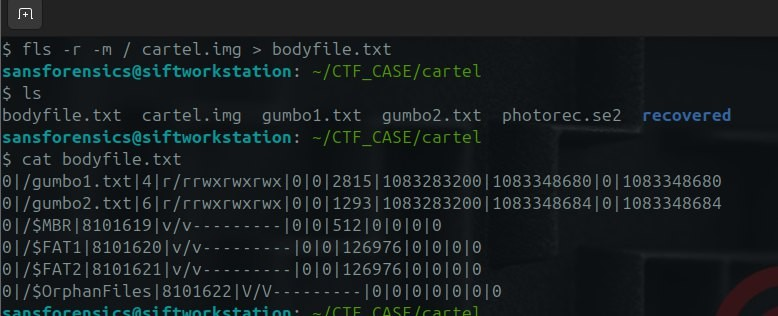 $ fls -r -m / cartel.img > bodyfile.txt
sansforensics@siftworkstation: ~/CTF_CASE/cartel
$ ls
bodyfile.txt  cartel.img  gumbo1.txt  gumbo2.txt  photorec.se2  recovered
sansforensics@siftworkstation: ~/CTF_CASE/cartel
$ cat bodyfile.txt
0|/gumbo1.txt|4|r/rrwxrwxrwx|0|0|2815|1083283200|1083348680|0|1083348680
0|/gumbo2.txt|6|r/rrwxrwxrwx|0|0|1293|1083283200|1083348684|0|1083348684
0|/$MBR|8101619|v/v---------|0|0|512|0|0|0|0
0|/$FAT1|8101620|v/v---------|0|0|126976|0|0|0|0
0|/$FAT2|8101621|v/v---------|0|0|126976|0|0|0|0
0|/$OrphanFiles|8101622|V/V---------|0|0|0|0|0|0|0
sansforensics@siftworkstation: ~/CTF_CASE/cartel